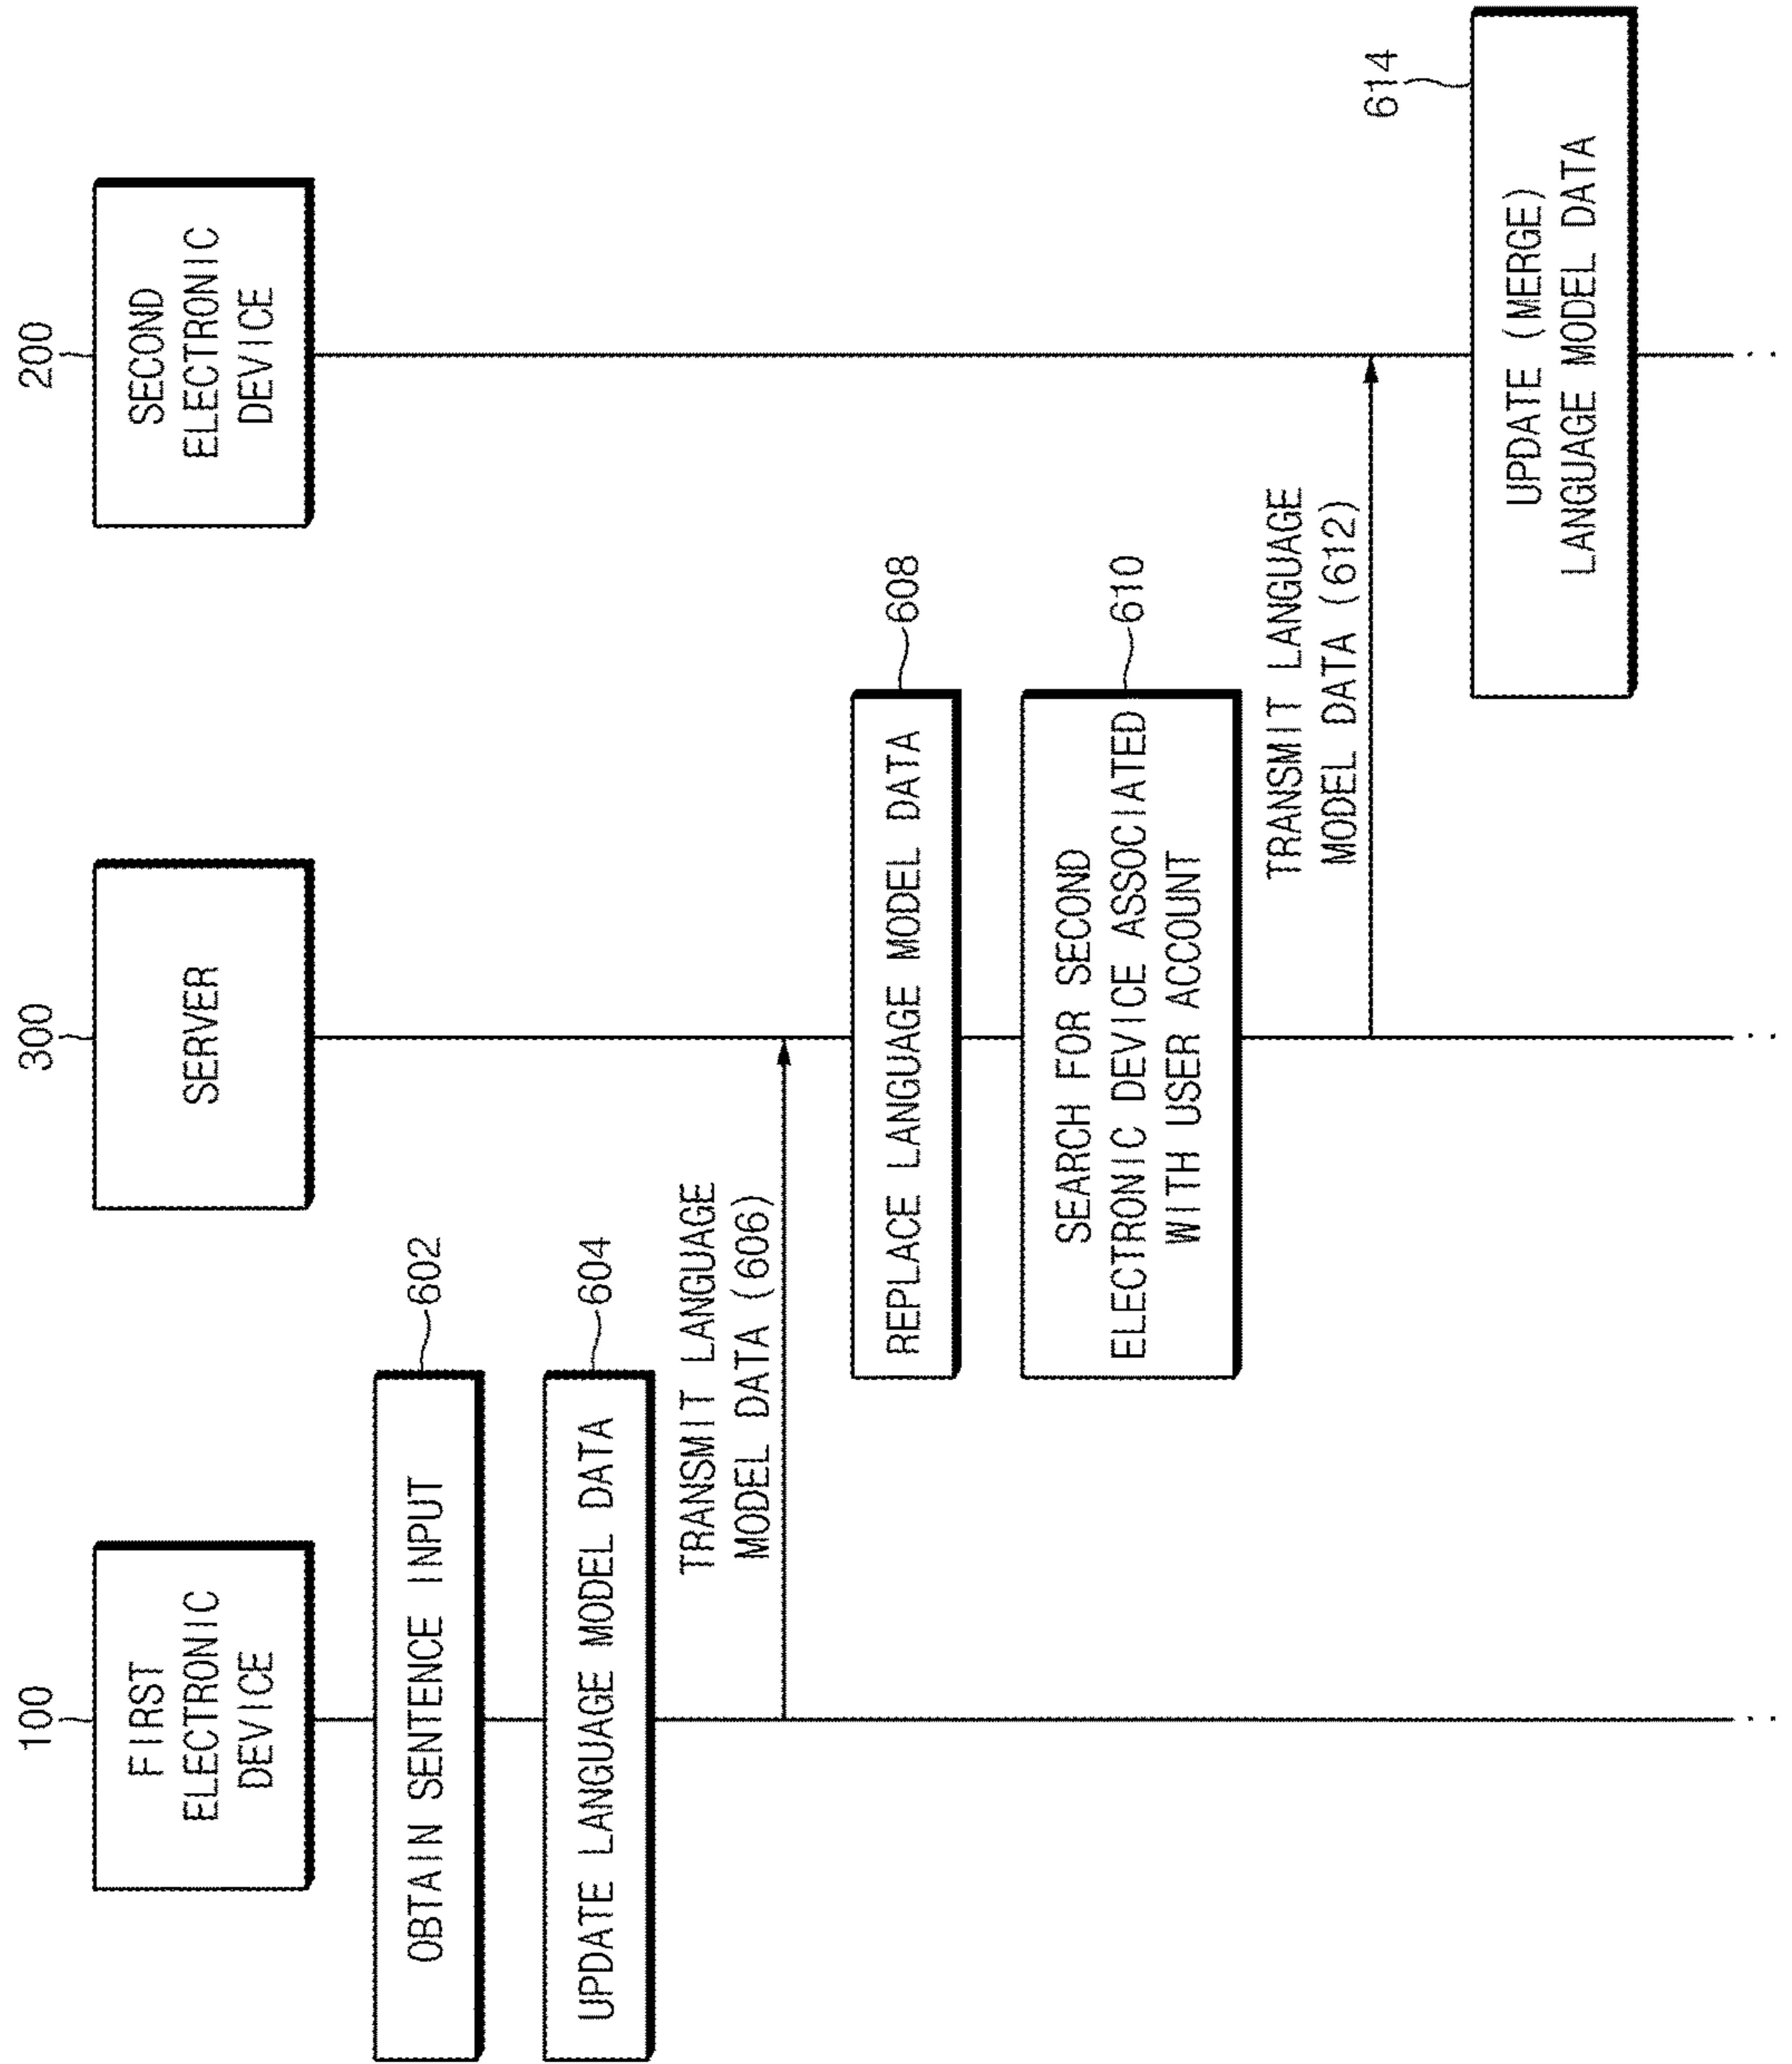 100
FIRST
ELECTRONIC
DEVICE
300
SERVER
200
SECOND
ELECTRONIC
DEVICE
OBTAIN SENTENCE INPUT
602
UPDATE LANGUAGE MODEL DATA
604
TRANSMIT LANGUAGE
MODEL DATA (606)
REPLACE LANGUAGE MODEL DATA
608
SEARCH FOR SECOND
ELECTRONIC DEVICE ASSOCIATED
WITH USER ACCOUNT
610
TRANSMIT LANGUAGE
MODEL DATA (612)
614
UPDATE (MERGE)
LANGUAGE MODEL DATA